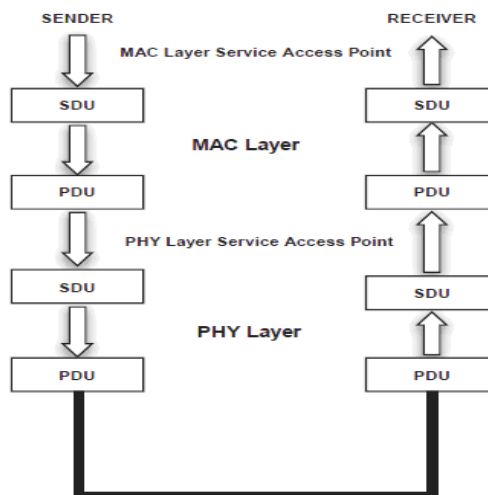 SENDER RECEIVER
MAC Layer Service Access Point
SDU SDU
MAC Layer
PDU PDU
PHY Layer Service Access Point
SDU SDU
PHY Layer
PDU PDU